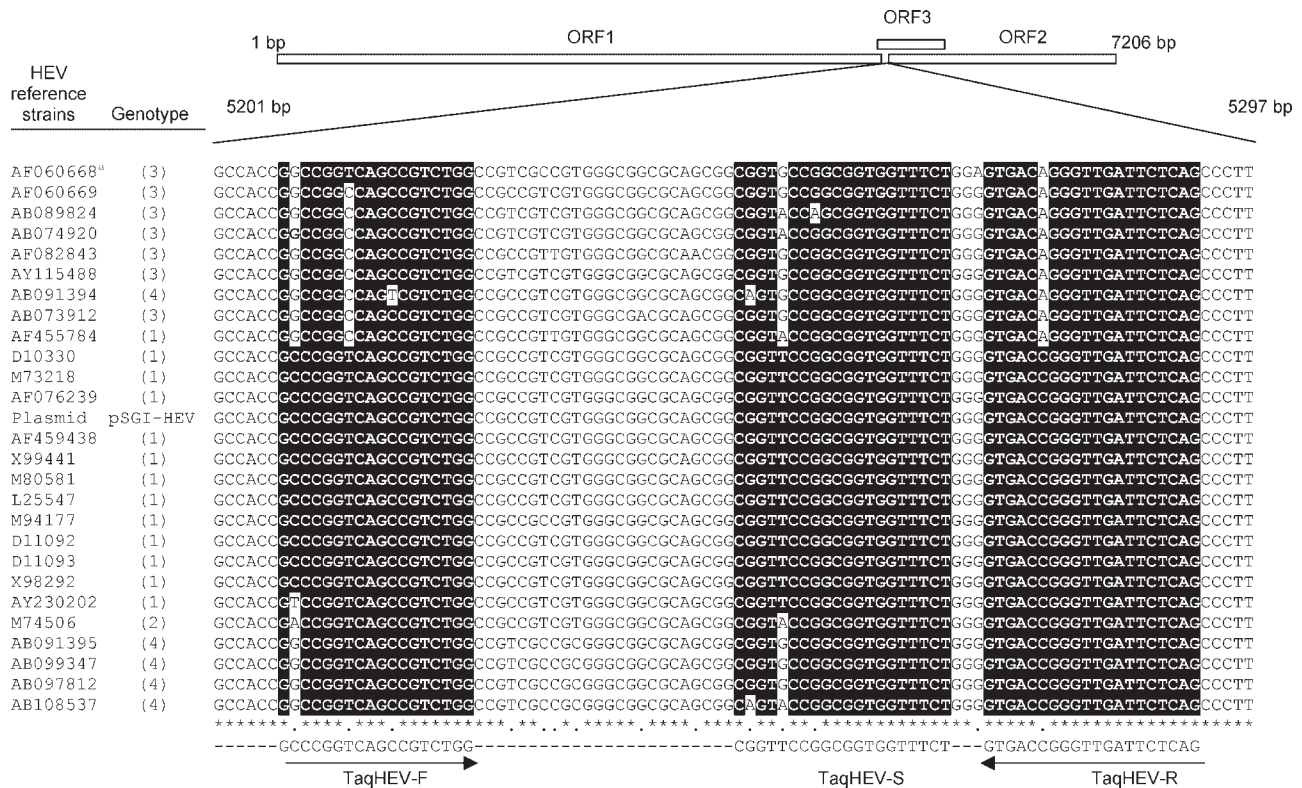 ORF3
1 bp ORF1 ORF2 7206 bp
HEV reference strains Genotype
5201 bp 5297 bp
AF060668a (3) GCCACCGGCCGGTCAGCCGTCTGGCCGTCGCCGTGGGCGGCGCAGCGGCGGTGCCGGCGGTGGTTTCTGGAGTGACAGGGTTGATTCTCAGCCCTT
AF060669 (3) GCCACCGGCCGGCCAGCCGTCTGGCCGTCGCCGTGGGCGGCGCAGCGGCGGTGCCGGCGGTGGTTTCTGGGGTGACAGGGTTGATTCTCAGCCCTT
AB089824 (3) GCCACCGGCCGGCCAGCCGTCTGGCCGTCGTCGTGGGCGGCGCAGCGGCGGTACCAGCGGTGGTTTCTGGGGTGACAGGGTTGATTCTCAGCCCTT
AB074920 (3) GCCACCGGCCGGCCAGCCGTCTGGCCGTCGTCGTGGGCGGCGCAGCGGCGGTACCGGCGGTGGTTTCTGGGGTGACAGGGTTGATTCTCAGCCCTT
AF082843 (3) GCCACCGGCCGGCCAGCCGTCTGGCCGCCGTTGTGGGCGGCGCAACGGCGGTGCCGGCGGTGGTTTCTGGGGTGACAGGGTTGATTCTCAGCCCTT
AY115488 (3) GCCACCGGCCGGCCAGCCGTCTGGCCGTCGTCGTGGGCGGCGCAGCGGCGGTGCCGGCGGTGGTTTCTGGGGTGACAGGGTTGATTCTCAGCCCTT
AB091394 (4) GCCACCGGCCGGCCAGTCGTCTGGCCGCCGTCGTGGGCGGCGCAGCGGCAGTGCCGGCGGTGGTTTCTGGGGTGACAGGGTTGATTCTCAGCCCTT
AB073912 (3) GCCACCGGCCGGCCAGCCGTCTGGCCGCCGTCGTGGGCGACGCAGCGGCGGTGCCGGCGGTGGTTTCTGGGGTGACAGGGTTGATTCTCAGCCCTT
AF455784 (1) GCCACCGGCCGGCCAGCCGTCTGGCCGCCGTTGTGGGCGGCGCAGCGGCGGTACCGGCGGTGGTTTCTGGGGTGACAGGGTTGATTCTCAGCCCTT
D10330 (1) GCCACCGCCCGGTCAGCCGTCTGGCCGCCGTCGTGGGCGGCGCAGCGGCGGTTCCGGCGGTGGTTTCTGGGGTGACCGGGTTGATTCTCAGCCCTT
M73218 (1) GCCACCGCCCGGTCAGCCGTCTGGCCGCCGTCGTGGGCGGCGCAGCGGCGGTTCCGGCGGTGGTTTCTGGGGTGACCGGGTTGATTCTCAGCCCTT
AF076239 (1) GCCACCGCCCGGTCAGCCGTCTGGCCGCCGTCGTGGGCGGCGCAGCGGCGGTTCCGGCGGTGGTTTCTGGGGTGACCGGGTTGATTCTCAGCCCTT
Plasmid pSGI-HEV GCCACCGCCCGGTCAGCCGTCTGGCCGCCGTCGTGGGCGGCGCAGCGGCGGTTCCGGCGGTGGTTTCTGGGGTGACCGGGTTGATTCTCAGCCCTT
AF459438 (1) GCCACCGCCCGGTCAGCCGTCTGGCCGCCGTCGTGGGCGGCGCAGCGGCGGTTCCGGCGGTGGTTTCTGGGGTGACCGGGTTGATTCTCAGCCCTT
X99441 (1) GCCACCGCCCGGTCAGCCGTCTGGCCGCCGTCGTGGGCGGCGCAGCGGCGGTTCCGGCGGTGGTTTCTGGGGTGACCGGGTTGATTCTCAGCCCTT
M80581 (1) GCCACCGCCCGGTCAGCCGTCTGGCCGCCGTCGTGGGCGGCGCAGCGGCGGTTCCGGCGGTGGTTTCTGGGGTGACCGGGTTGATTCTCAGCCCTT
L25547 (1) GCCACCGCCCGGTCAGCCGTCTGGCCGCCGTCGTGGGCGGCGCAGCGGCGGTTCCGGCGGTGGTTTCTGGGGTGACCGGGTTGATTCTCAGCCCTT
M94177 (1) GCCACCGCCCGGTCAGCCGTCTGGCCGCCGCCGTGGGCGGCGCAGCGGCGGTTCCGGCGGTGGTTTCTGGGGTGACCGGGTTGATTCTCAGCCCTT
D11092 (1) GCCACCGCCCGGTCAGCCGTCTGGCCGCCGTCGTGGGCGGCGCAGCGGCGGTTCCGGCGGTGGTTTCTGGGGTGACCGGGTTGATTCTCAGCCCTT
D11093 (1) GCCACCGCCCGGTCAGCCGTCTGGCCGCCGTCGTGGGCGGCGCAGCGGCGGTTCCGGCGGTGGTTTCTGGGGTGACCGGGTTGATTCTCAGCCCTT
X98292 (1) GCCACCGCCCGGTCAGCCGTCTGGCCGCCGTCGTGGGCGGCGCAGCGGCGGTTCCGGCGGTGGTTTCTGGGGTGACCGGGTTGATTCTCAGCCCTT
AY230202 (1) GCCACCGTCCGGTCAGCCGTCTGGCCGCCGTCGTGGGCGGCGCAGCGGCGGTTCCGGCGGTGGTTTCTGGGGTGACCGGGTTGATTCTCAGCCCTT
M74506 (2) GCCACCGACCGGTCAGCCGTCTGGCCGCCGTCGTGGGCGGCGCAGCGGCGGTACCGGCGGTGGTTTCTGGGGTGACCGGGTTGATTCTCAGCCCTT
AB091395 (4) GCCACCGGCCGGTCAGCCGTCTGGCCGTCGCCGCGGGCGGCGCAGCGGCGGTGCCGGCGGTGGTTTCTGGGGTGACCGGGTTGATTCTCAGCCCTT
AB099347 (4) GCCACCGGCCGGTCAGCCGTCTGGCCGTCGCCGCGGGCGGCGCAGCGGCGGTGCCGGCGGTGGTTTCTGGGGTGACCGGGTTGATTCTCAGCCCTT
AB097812 (4) GCCACCGGCCGGTCAGCCGTCTGGCCGTCGCCGCGGGCGGCGCAGCGGCGGTGCCGGCGGTGGTTTCTGGGGTGACCGGGTTGATTCTCAGCCCTT
AB108537 (4) GCCACCGGCCGGTCAGCCGTCTGGCCGTCGCCGTGGGCGGCGCAGCGGCAGTACCGGCGGTGGTTTCTGGGGTGACCGGGTTGATTCTCAGCCCTT
------GCCCGGTCAGCCGTCTGG------------------------CGGTTCCGGCGGTGGTTTCT---GTGACCGGGTTGATTCTCAG
TaqHEV-F TaqHEV-S TaqHEV-R